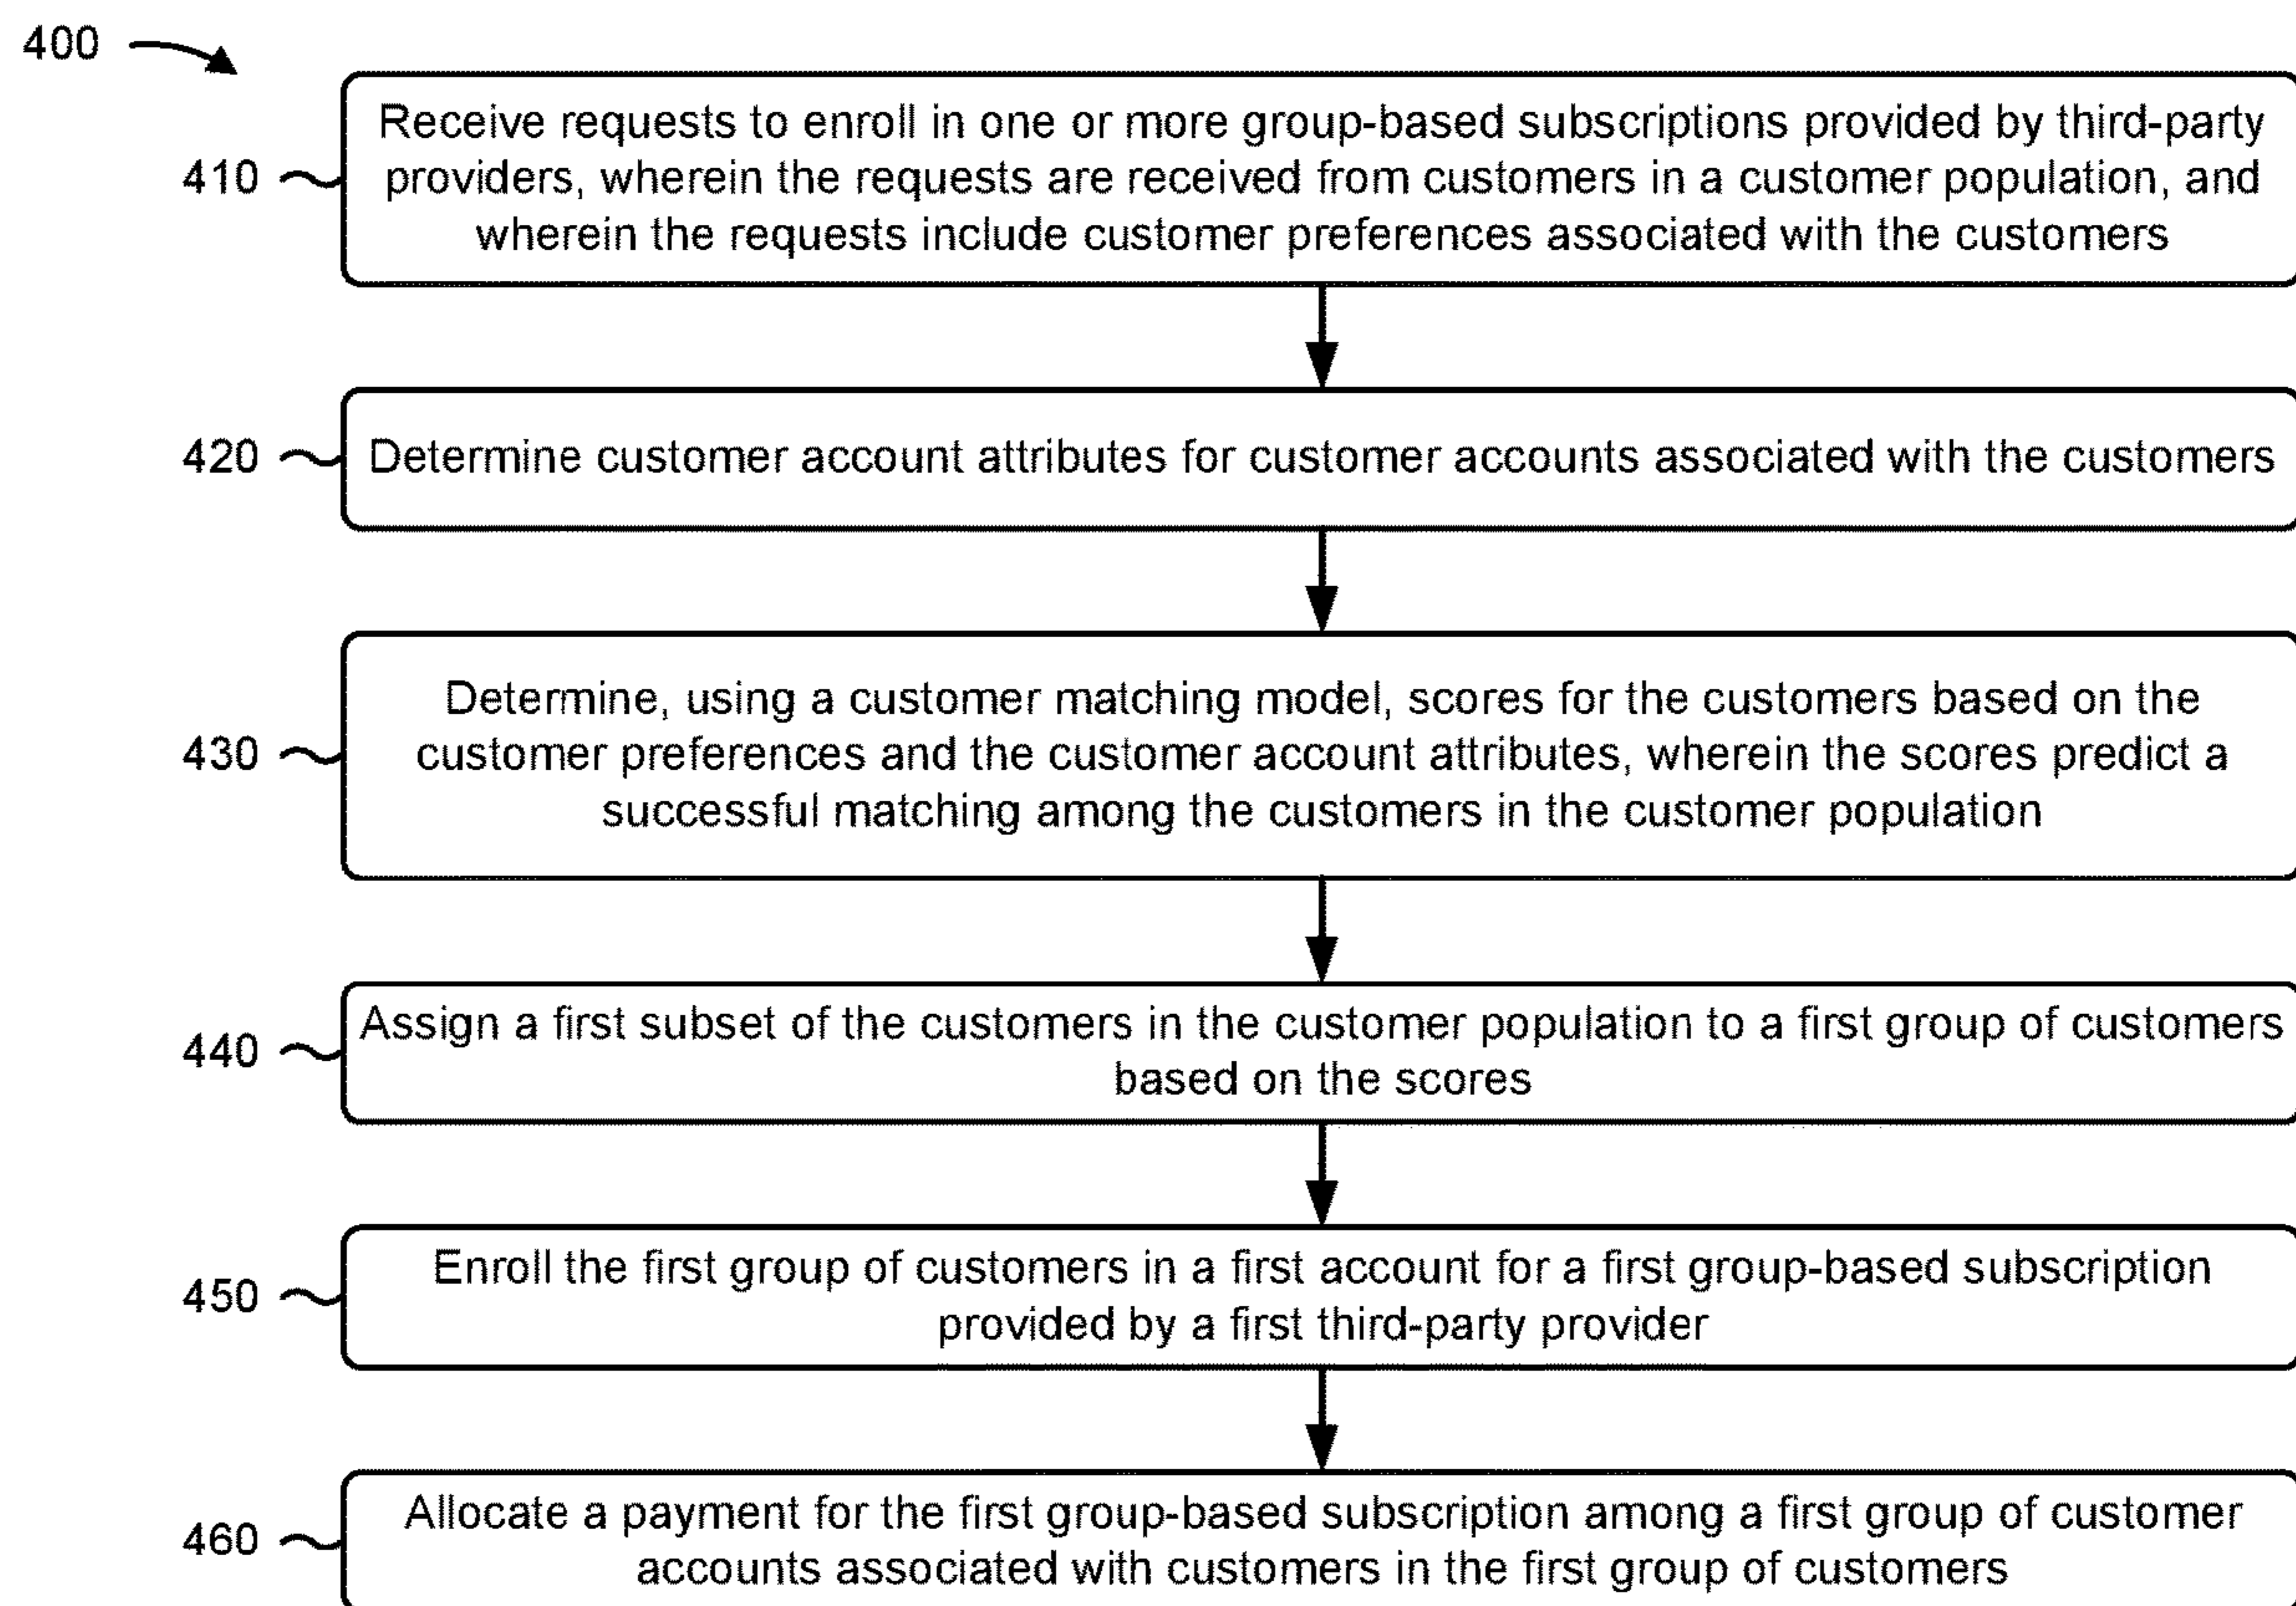 400
410
Receive requests to enroll in one or more group-based subscriptions provided by third-party
providers, wherein the requests are received from customers in a customer population, and
wherein the requests include customer preferences associated with the customers
420
Determine customer account attributes for customer accounts associated with the customers
430
Determine, using a customer matching model, scores for the customers based on the
customer preferences and the customer account attributes, wherein the scores predict a
successful matching among the customers in the customer population
440
Assign a first subset of the customers in the customer population to a first group of customers
based on the scores
450
Enroll the first group of customers in a first account for a first group-based subscription
provided by a first third-party provider
460
Allocate a payment for the first group-based subscription among a first group of customer
accounts associated with customers in the first group of customers